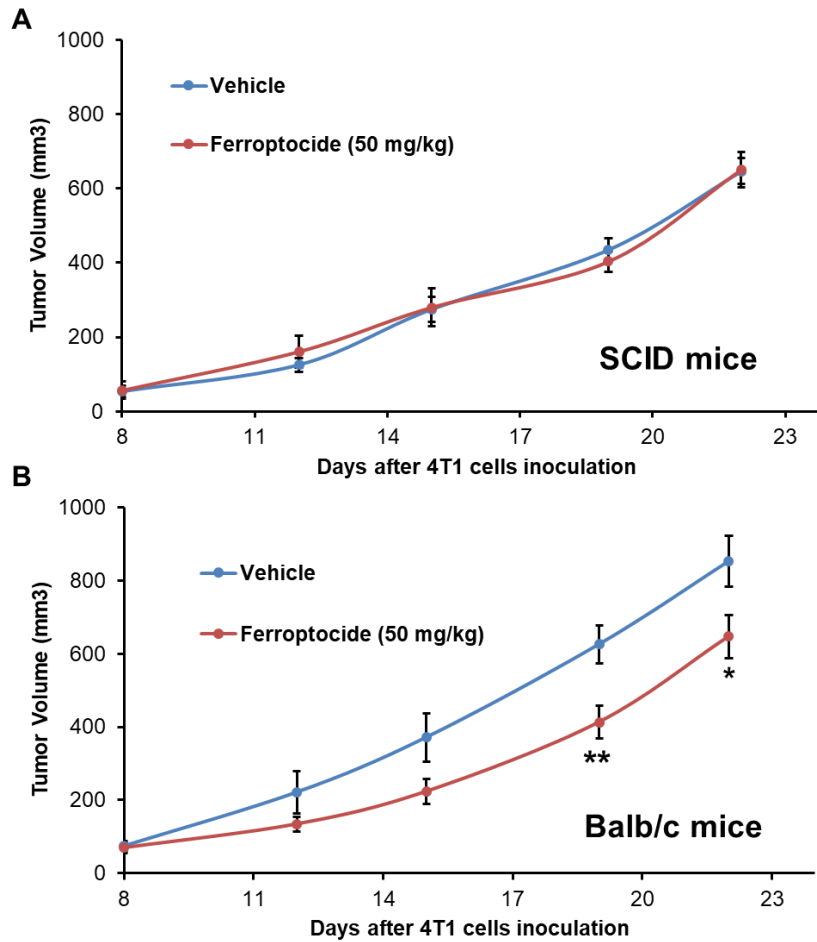 A
1000
800
600
400
200
0
Tumor Volume (mm3)
Vehicle
Ferroptocide (50 mg/kg)
SCID mice
8 11 14 17 20 23
Days after 4T1 cells inoculation
B
1000
800
600
400
200
0
Tumor Volume (mm3)
Vehicle
Ferroptocide (50 mg/kg)
*
**
Balb/c mice
8 11 14 17 20 23
Days after 4T1 cells inoculation